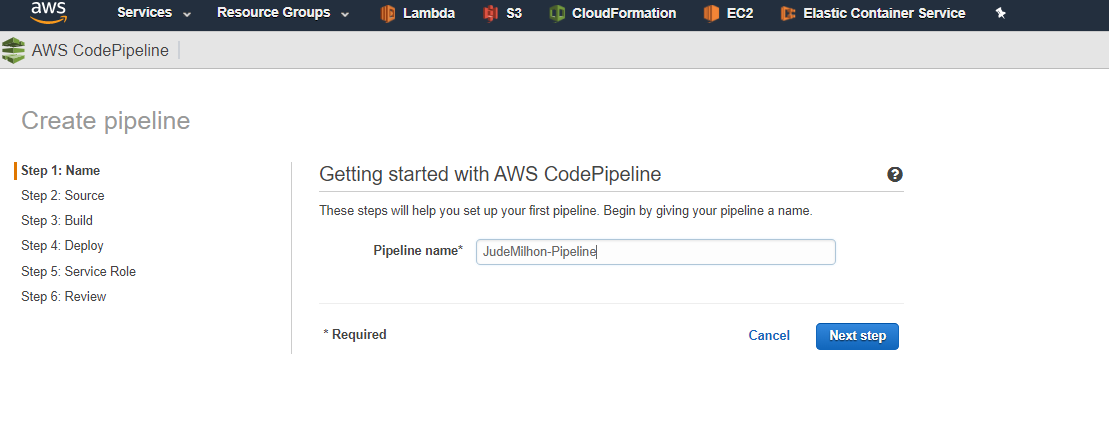 aws Services Resource Groups Lambda S3 CloudFormation EC2 Elastic Container Service
AWS CodePipeline
Create pipeline
Step 1: Name
Step 2: Source
Step 3: Build
Step 4: Deploy
Step 5: Service Role
Step 6: Review
Getting started with AWS CodePipeline ?
These steps will help you set up your first pipeline. Begin by giving your pipeline a name.
Pipeline name* JudeMilhon-Pipeline
* Required Cancel Next step